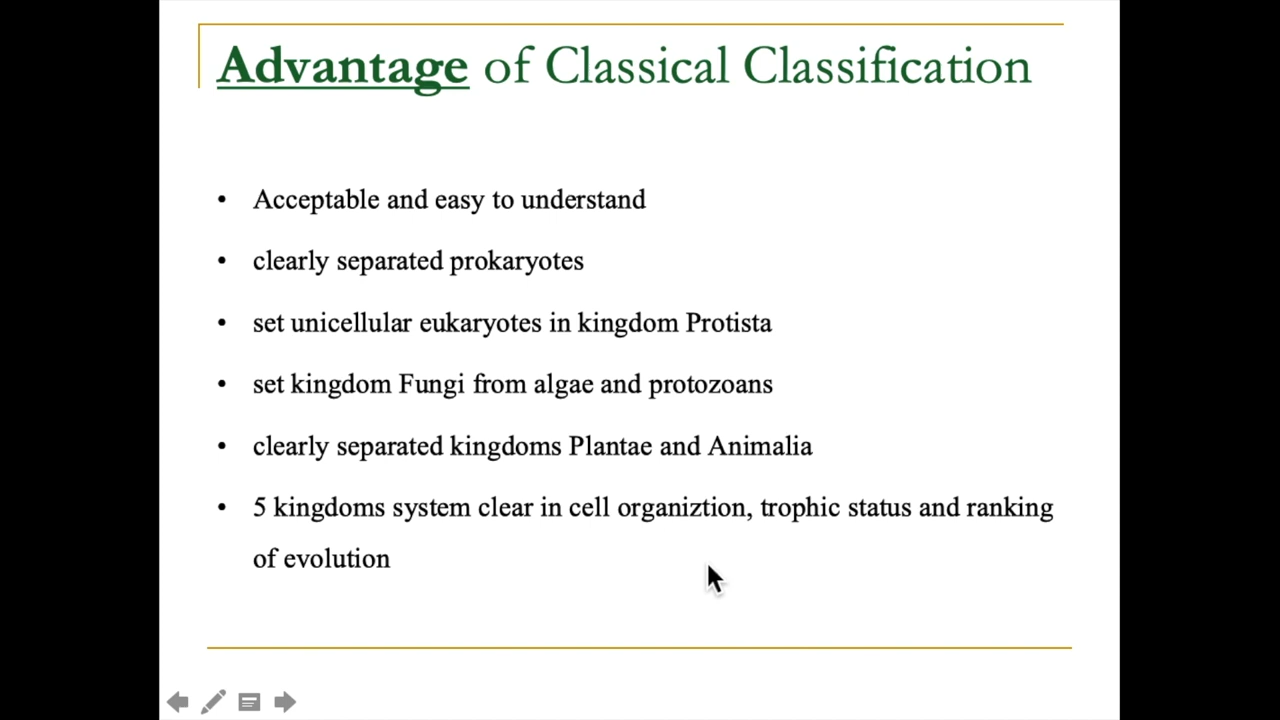 Advantage of Classical Classification
• Acceptable and easy to understand
• clearly separated prokaryotes
• set unicellular eukaryotes in kingdom Protista
• set kingdom Fungi from algae and protozoans
• clearly separated kingdoms Plantae and Animalia
• 5 kingdoms system clear in cell organiztion, trophic status and ranking
of evolution